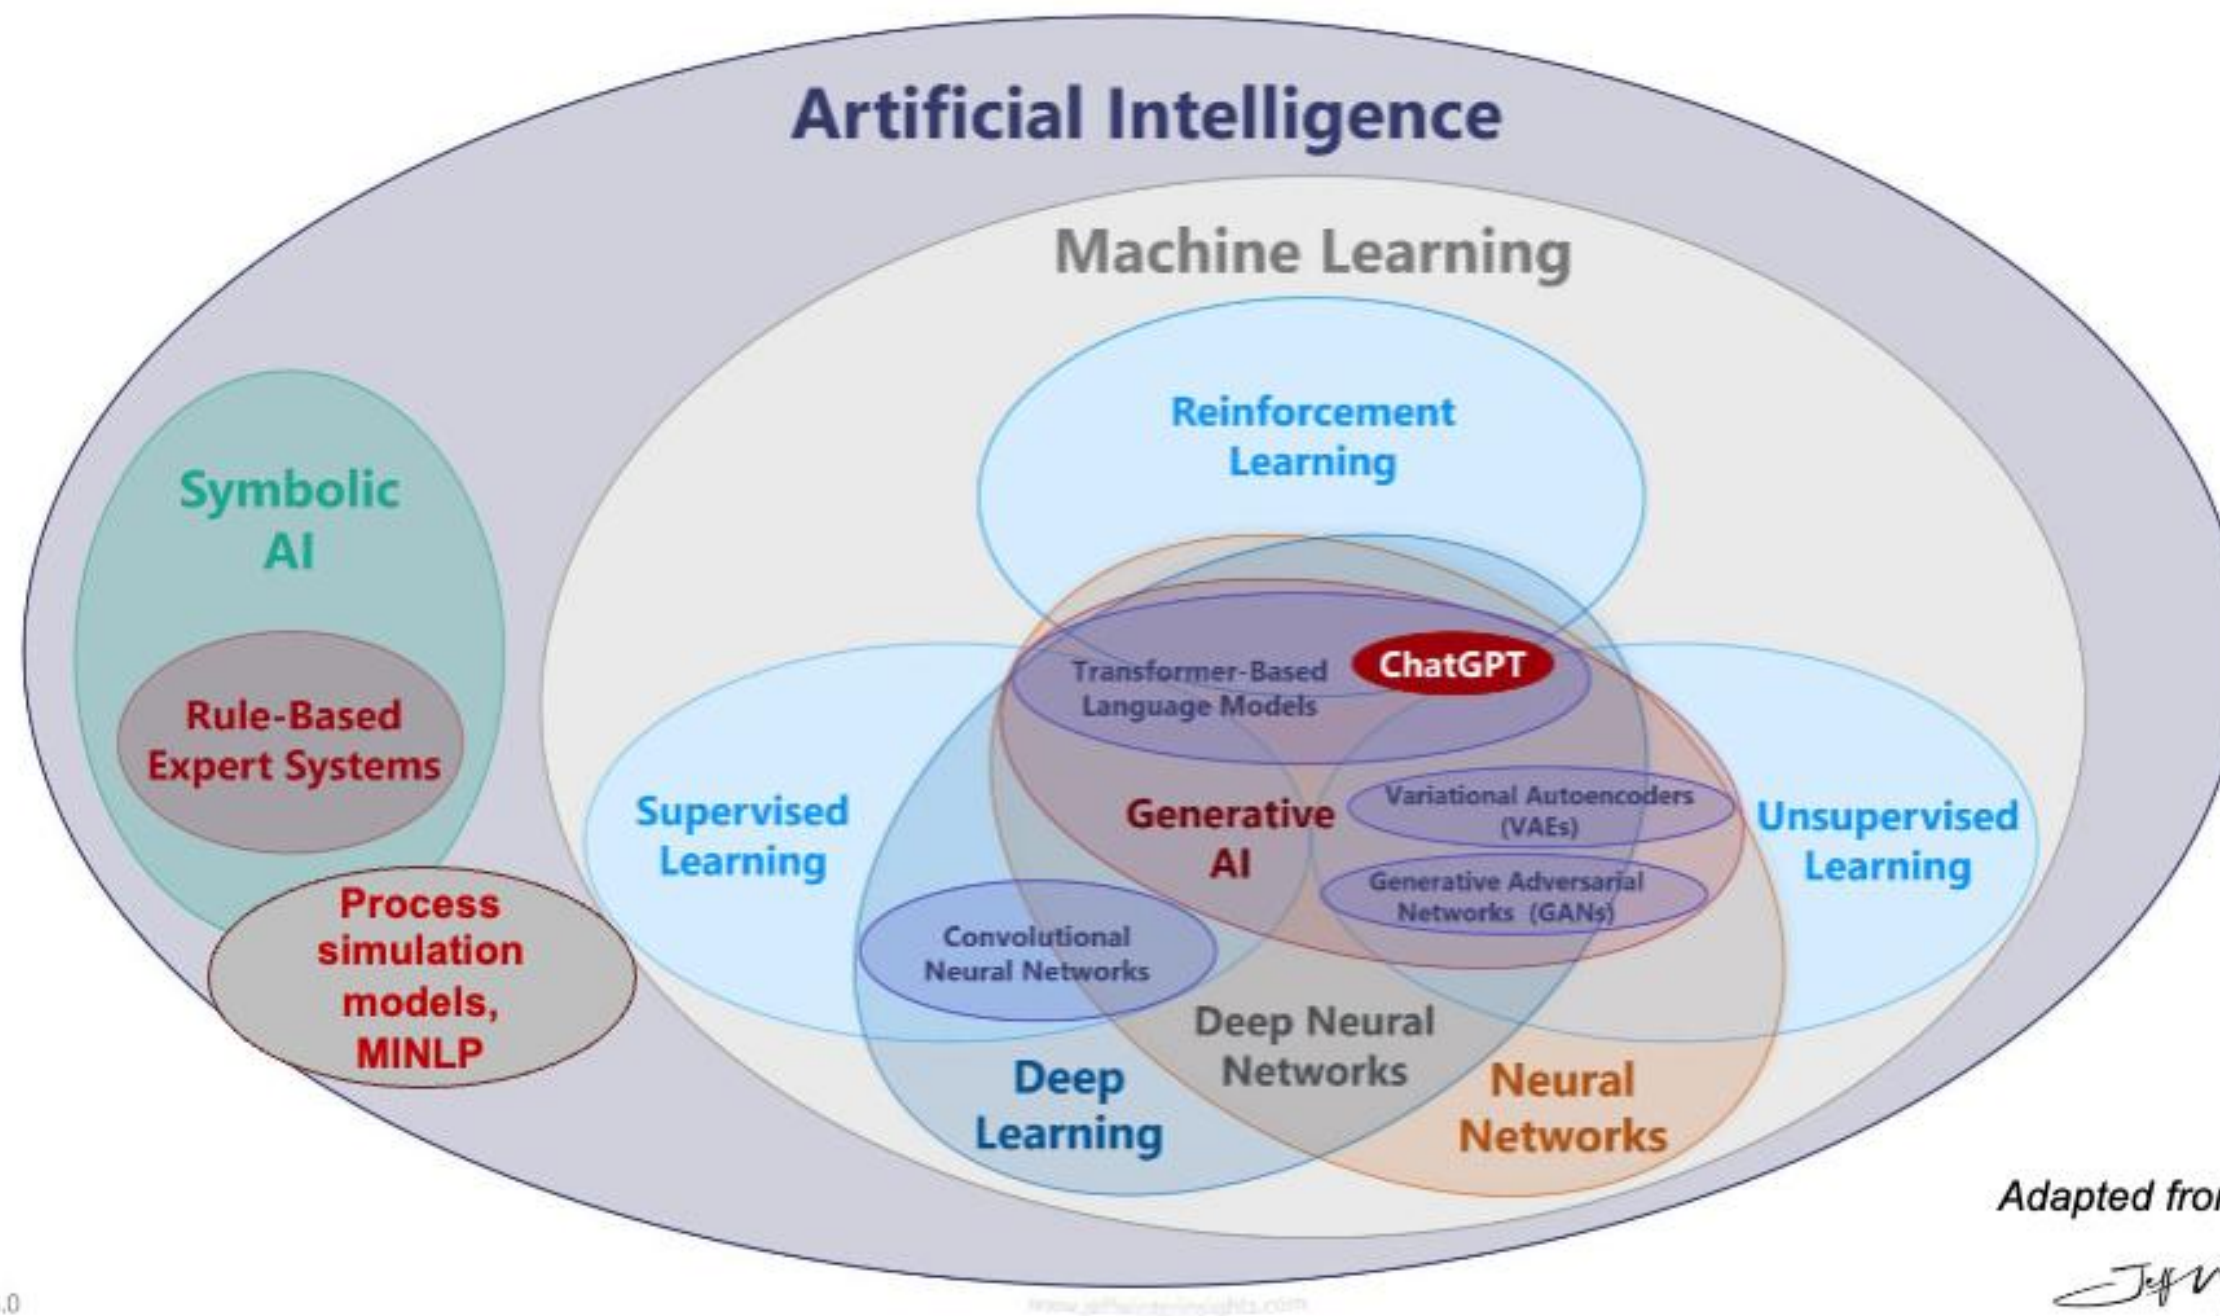 Artificial Intelligence
Machine Learning
Reinforcement
Learning
Symbolic
AI
Rule-Based
Expert Systems
Process
simulation
models,
MINLP
Transformer-Based
Language Models
ChatGPT
Supervised
Learning
Generative
AI
Variational Autoencoders
(VAEs)
Generative Adversarial
Networks (GANs)
Unsupervised
Learning
Convolutional
Neural Networks
Deep Neural
Networks
Deep
Learning
Neural
Networks
Adapted
Jeff
.0